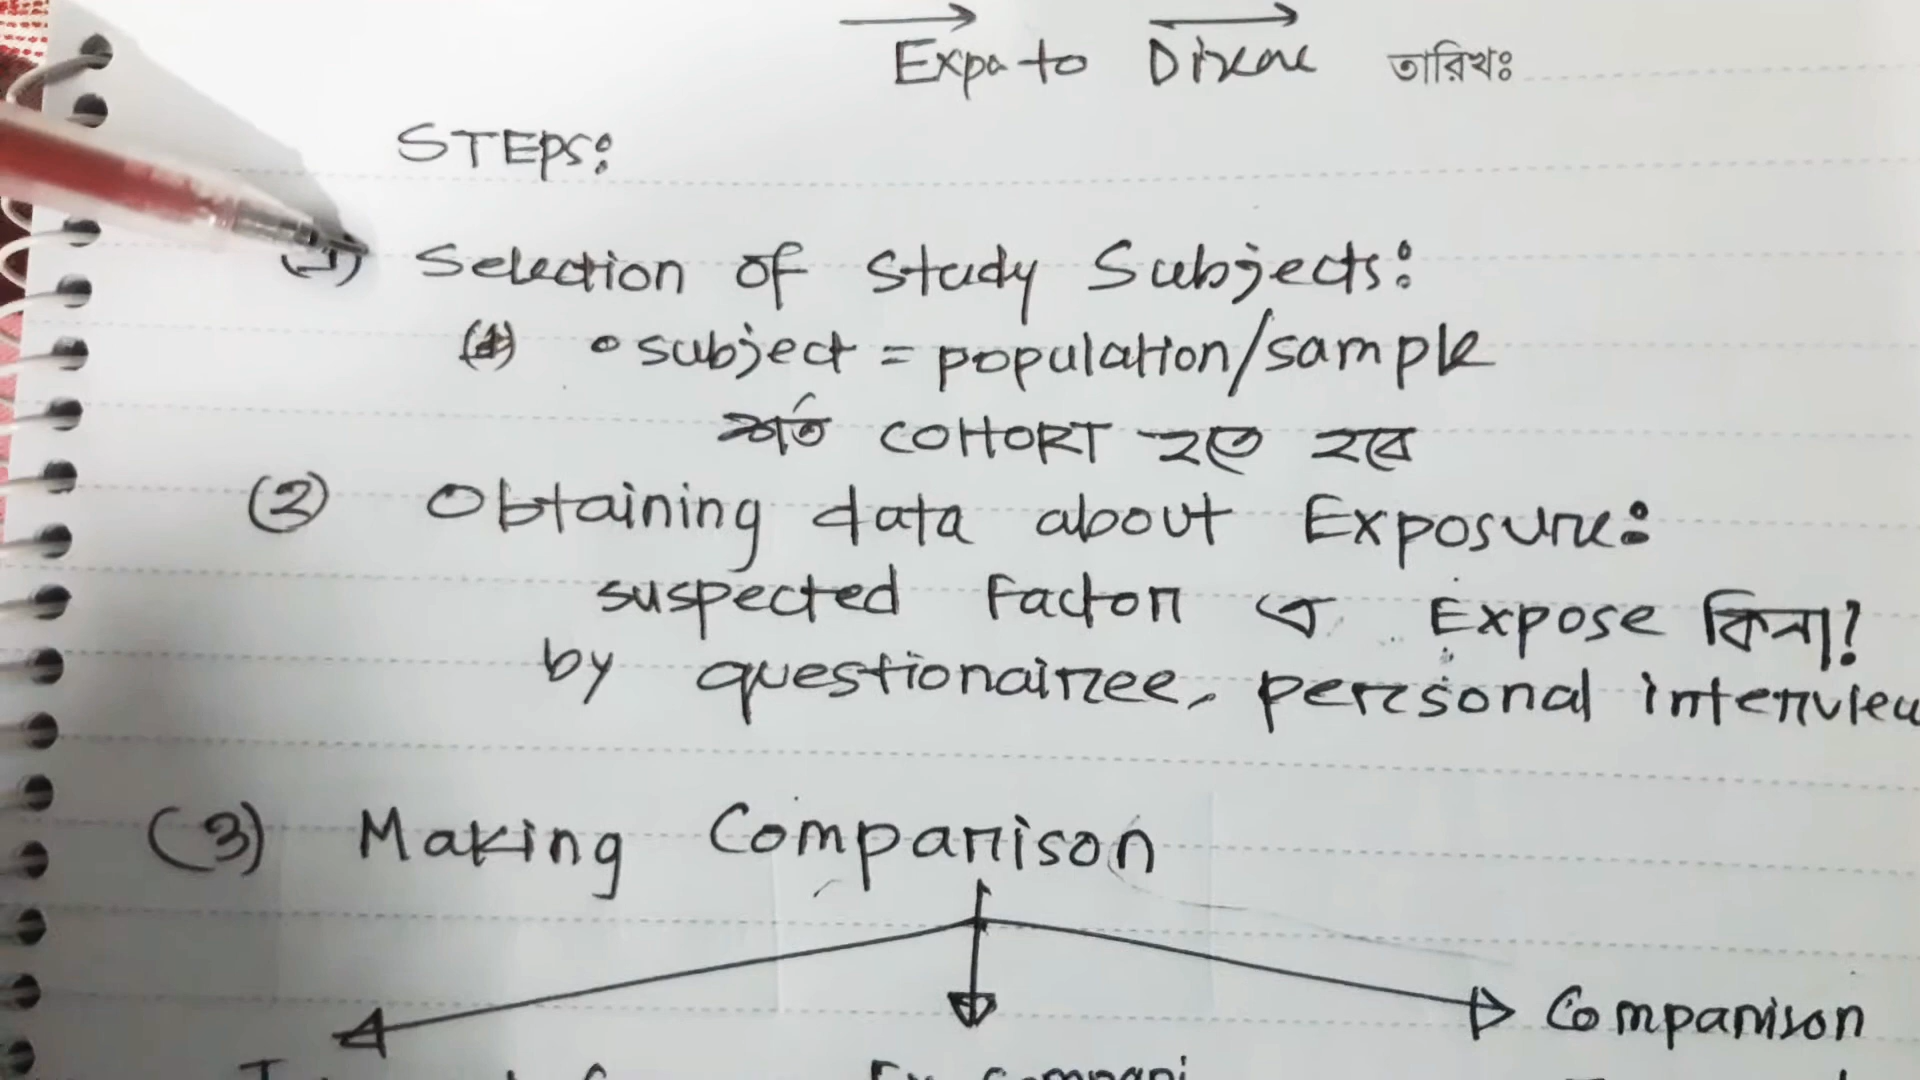 Expo to Disease তারিখঃ
STEPS:
(1) Selection of Study Subjects:
• subject = population/sample
শর্ত COHORT হতে হবে
(2) Obtaining data about Exposure:
suspected Factor এ Expose কিনা?
by questionairee, personal interview
(3) Making Comparison
Comparison